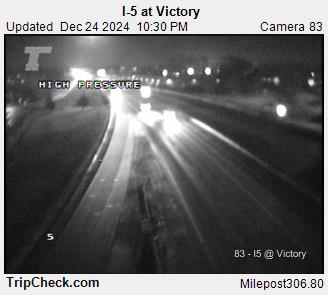 I-5 at Victory
Updated Dec 24 2024 10:30 PM Camera 83
HIGH PRESSURE
S
83 - I5 @ Victory
TripCheck.com Milepost306.80